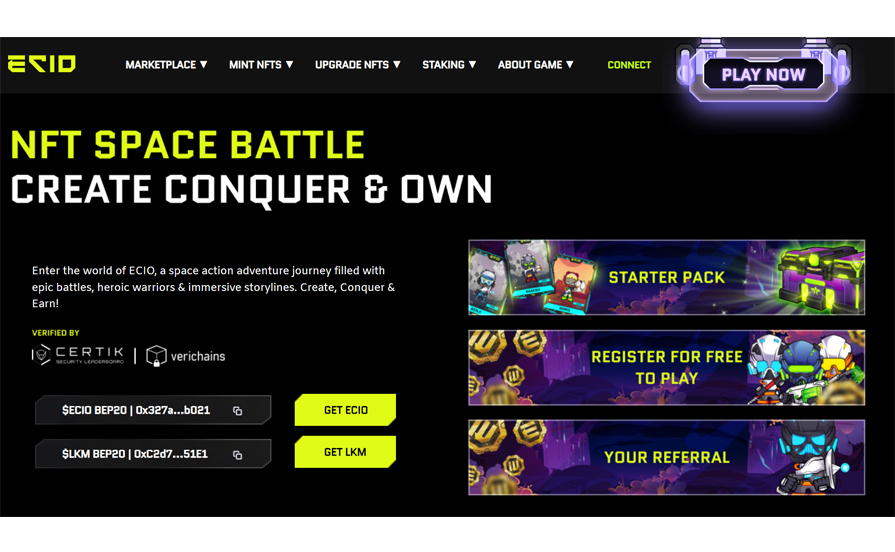 ECIO
MARKETPLACE ▼ MINT NFTS ▼ UPGRADE NFTS ▼ STAKING ▼ ABOUT GAME ▼ CONNECT PLAY NOW
NFT SPACE BATTLE
CREATE CONQUER & OWN
Enter the world of ECIO, a space action adventure journey filled with
epic battles, heroic warriors & immersive storylines. Create, Conquer &
Earn!
VERIFIED BY
CERTIK
SECURITY LEADERBOARD
verichains
$ECIO BEP20 | 0x327a...b021
GET ECIO
$LKM BEP20 | 0xC2d7...51E1
GET LKM
STARTER PACK
REGISTER FOR FREE
TO PLAY
YOUR REFERRAL